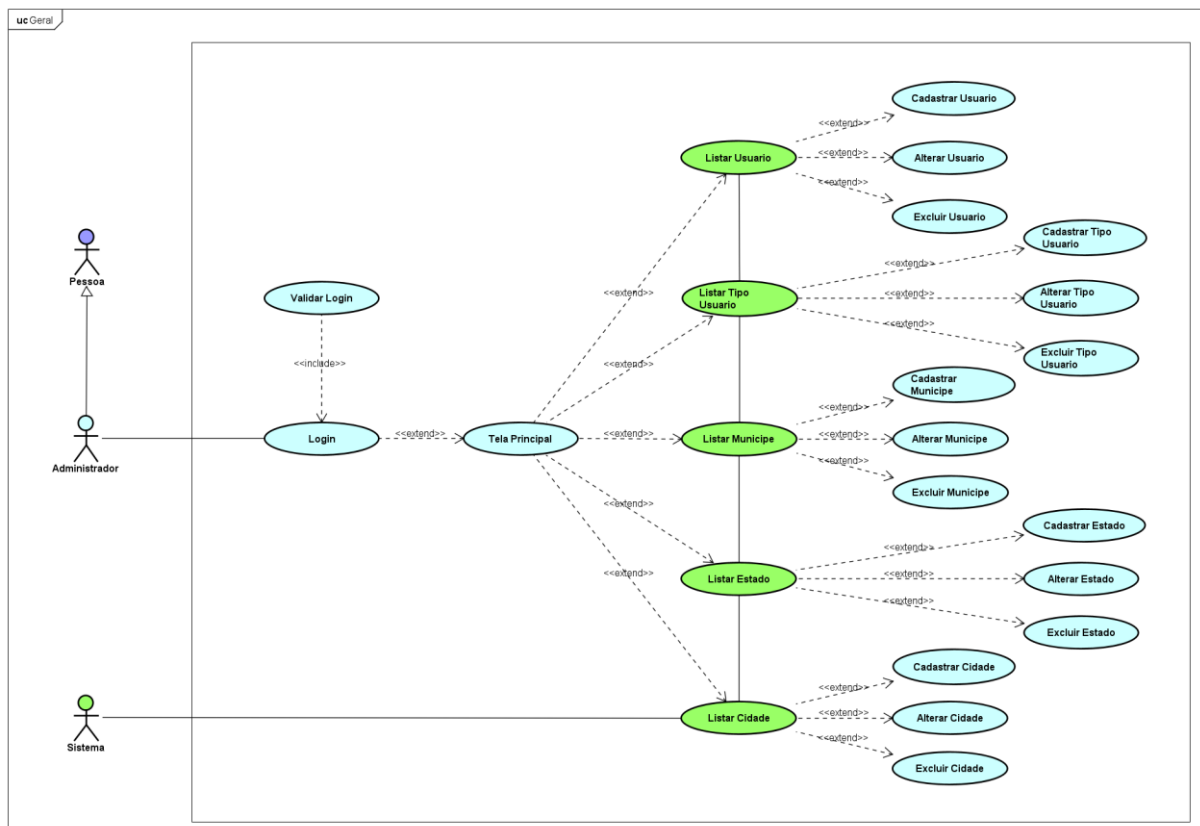 uc Geral
Cadastrar Usuario
<<extend>>
Listar Usuario
<<extend>>
Alterar Usuario
<<extend>>
Excluir Usuario
Pessoa
Cadastrar Tipo
Usuario
<<extend>>
Validar Login
<<extend>>
Listar Tipo
Usuario
<<extend>>
Alterar Tipo
Usuario
<<extend>>
Excluir Tipo
Usuario
<<include>>
<<extend>>
Cadastrar
Municipe
<<extend>>
Administrador
Login
<<extend>>
Tela Principal
<<extend>>
Listar Municipe
<<extend>>
Alterar Municipe
<<extend>>
Excluir Municipe
<<extend>>
Cadastrar Estado
<<extend>>
<<extend>>
Listar Estado
<<extend>>
Alterar Estado
<<extend>>
Excluir Estado
Cadastrar Cidade
<<extend>>
Sistema
Listar Cidade
<<extend>>
Alterar Cidade
<<extend>>
Excluir Cidade